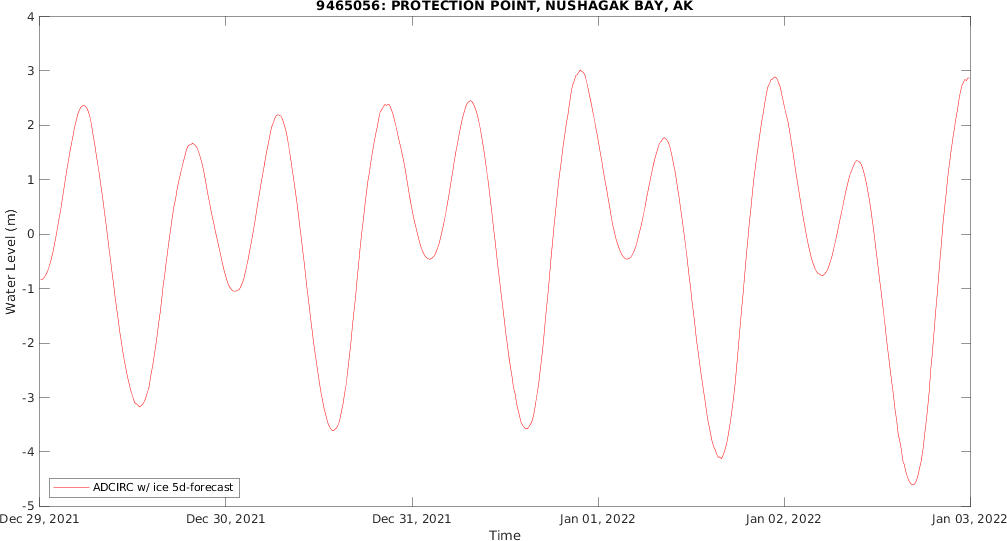 9465056: PROTECTION POINT, NUSHAGAK BAY, AK
4
3
2
1
0
-1
-2
-3
-4
-5
Water Level (m)
ADCIRC w/ ice 5d-forecast
Dec 29, 2021
Dec 30, 2021
Dec 31, 2021
Jan 01, 2022
Jan 02, 2022
Jan 03, 2022
Time